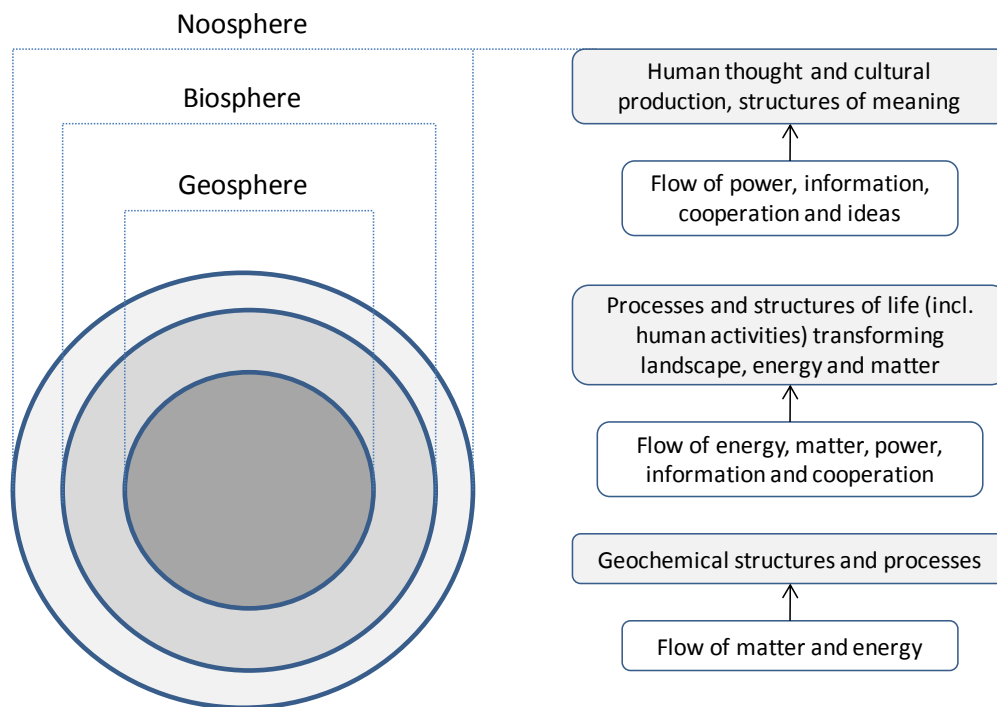 Noosphere
Biosphere
Geosphere
Human thought and cultural
production, structures of meaning
Flow of power, information,
cooperation and ideas
Processes and structures of life (incl.
human activities) transforming
landscape, energy and matter
Flow of energy, matter, power,
information and cooperation
Geochemical structures and processes
Flow of matter and energy